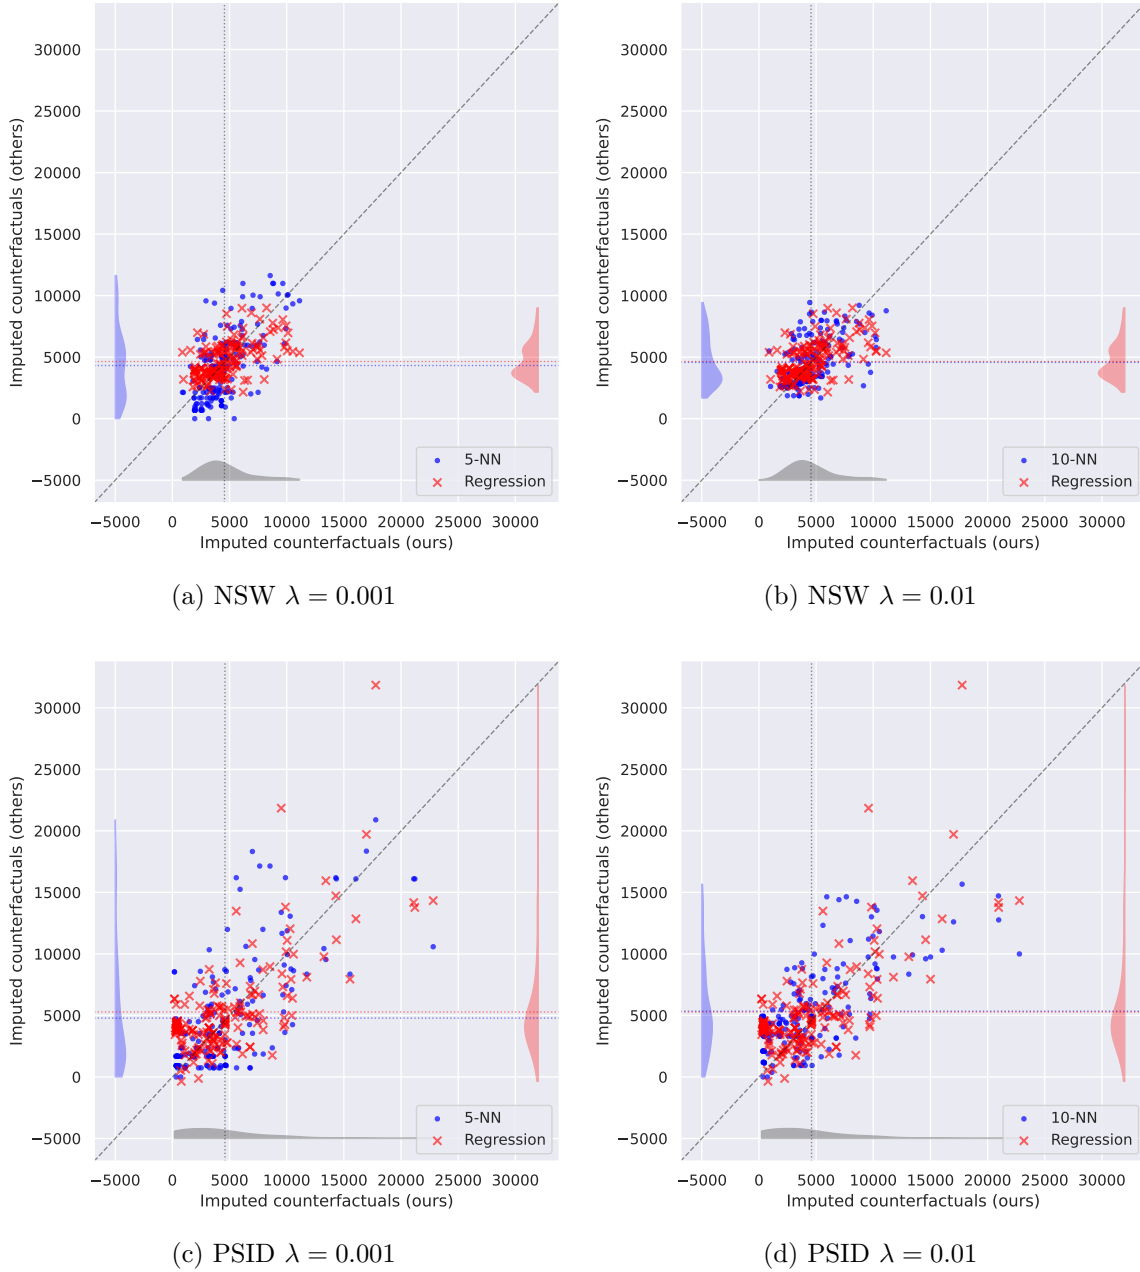 30000
25000
20000
15000
10000
5000
0
−5000
Imputed counterfactuals (others)
5-NN
Regression
−5000 0 5000 10000 15000 20000 25000 30000
Imputed counterfactuals (ours)
(a) NSW λ = 0.001
30000
25000
20000
15000
10000
5000
0
−5000
Imputed counterfactuals (others)
10-NN
Regression
−5000 0 5000 10000 15000 20000 25000 30000
Imputed counterfactuals (ours)
(b) NSW λ = 0.01
30000
25000
20000
15000
10000
5000
0
−5000
Imputed counterfactuals (others)
5-NN
Regression
−5000 0 5000 10000 15000 20000 25000 30000
Imputed counterfactuals (ours)
(c) PSID λ = 0.001
30000
25000
20000
15000
10000
5000
0
−5000
Imputed counterfactuals (others)
10-NN
Regression
−5000 0 5000 10000 15000 20000 25000 30000
Imputed counterfactuals (ours)
(d) PSID λ = 0.01